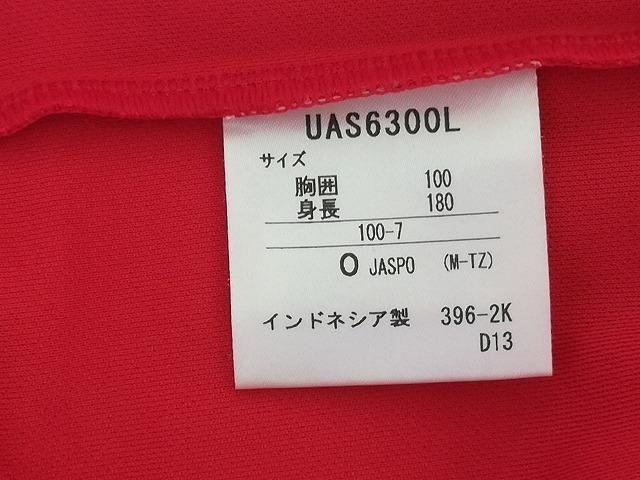 UAS6300L
サイズ
胸囲 100
身長 180
100-7
O JASPO (M-TZ)
インドネシア製 396-2K
D13